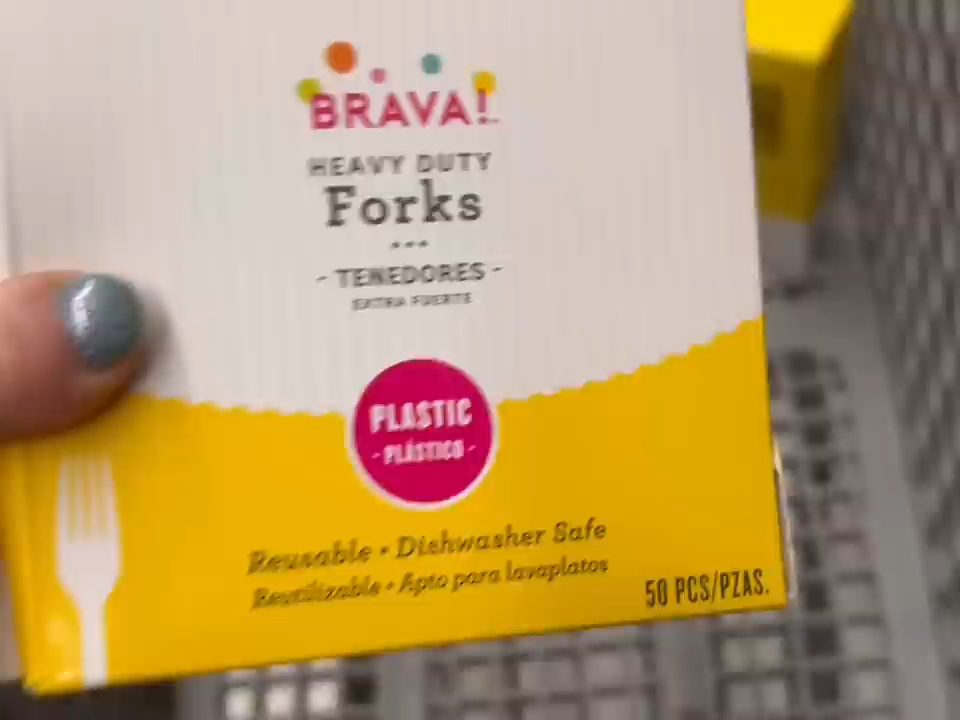 BRAVA!
HEAVY DUTY
Forks
- TENEDORES -
EXTRA FUERTE
PLASTIC
- PLÁSTICO -
Reusable • Dishwasher Safe
Reutilizable • Apto para lavaplatos
50 PCS/PZAS.